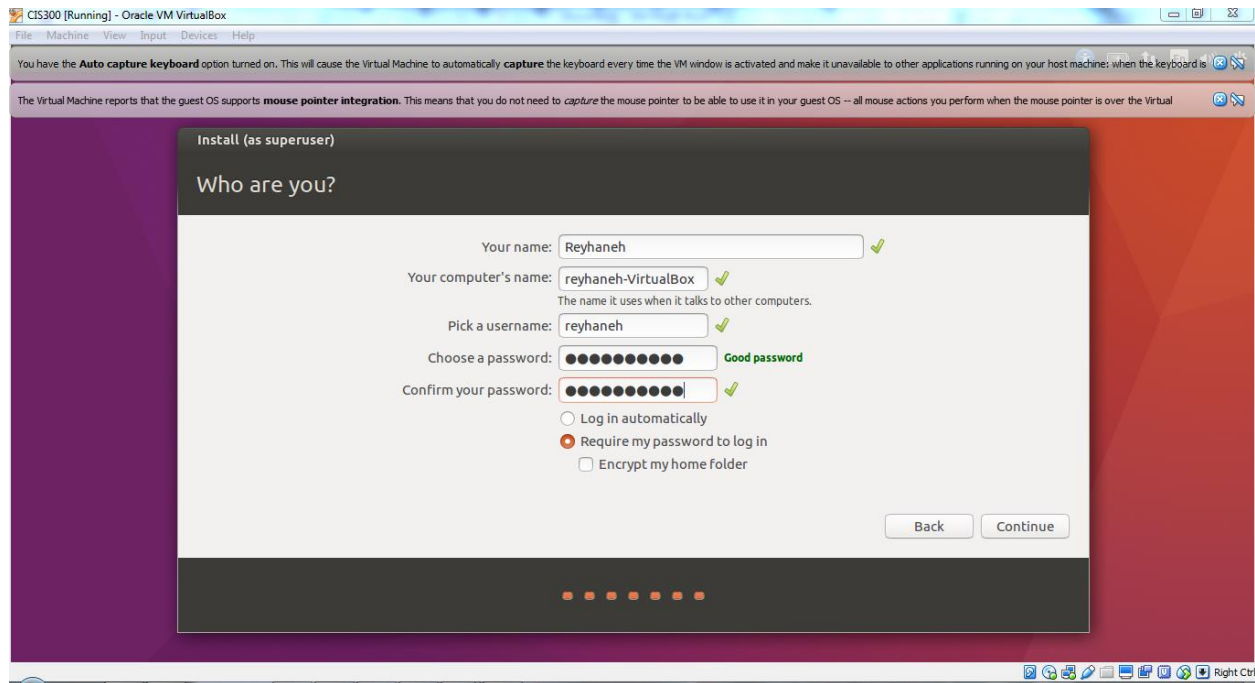 CIS300 [Running] - Oracle VM VirtualBox
File Machine View Input Devices Help
You have the Auto capture keyboard option turned on. This will cause the Virtual Machine to automatically capture the keyboard every time the VM window is activated and make it unavailable to other applications running on your host machine: when the keyboard is
The Virtual Machine reports that the guest OS supports mouse pointer integration. This means that you do not need to capture the mouse pointer to be able to use it in your guest OS -- all mouse actions you perform when the mouse pointer is over the Virtual
Install (as superuser)
Who are you?
Your name: Reyhaneh
Your computer's name: reyhaneh-VirtualBox
The name it uses when it talks to other computers.
Pick a username: reyhaneh
Choose a password: ●●●●●●●●●● Good password
Confirm your password: ●●●●●●●●●●
Log in automatically
Require my password to log in
Encrypt my home folder
Back Continue
Right Ctrl